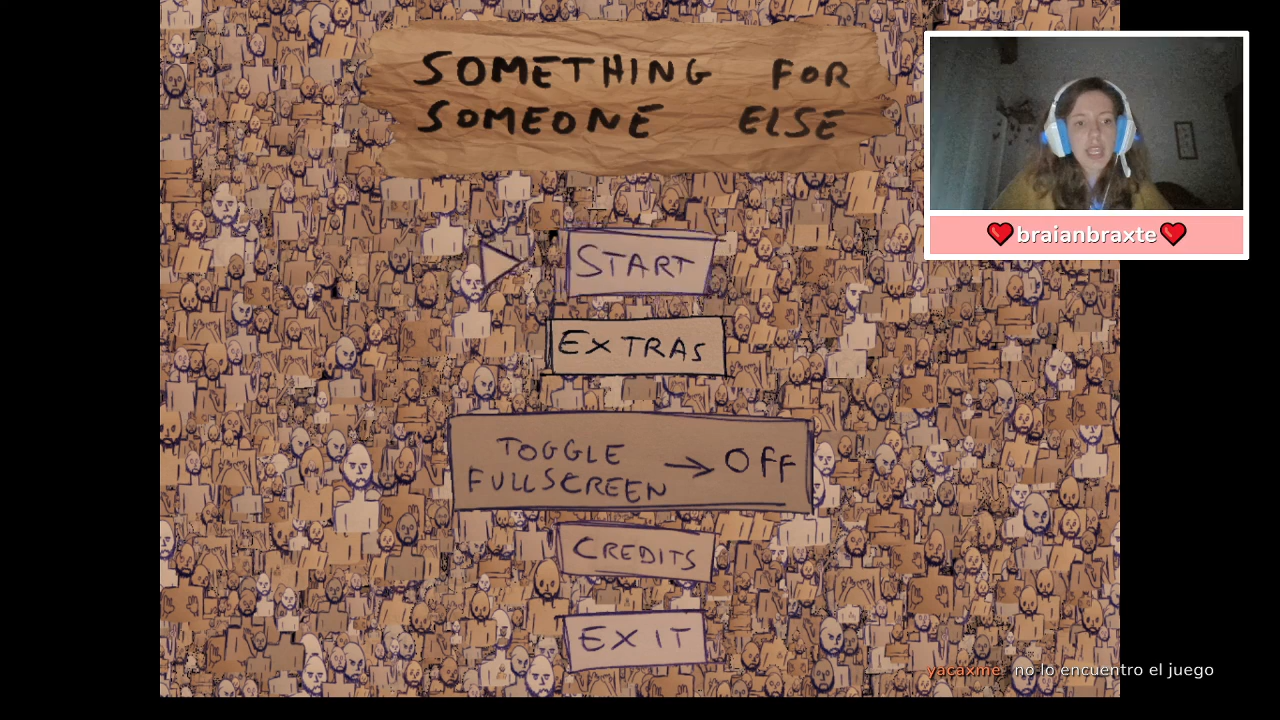 SOMETHING FOR
SOMEONE ELSE
❤️braianbraxte❤️
START
EXTRAS
TOGGLE
FULLSCREEN → OFF
CREDITS
EXIT
yacaxme no lo encuentro el juego